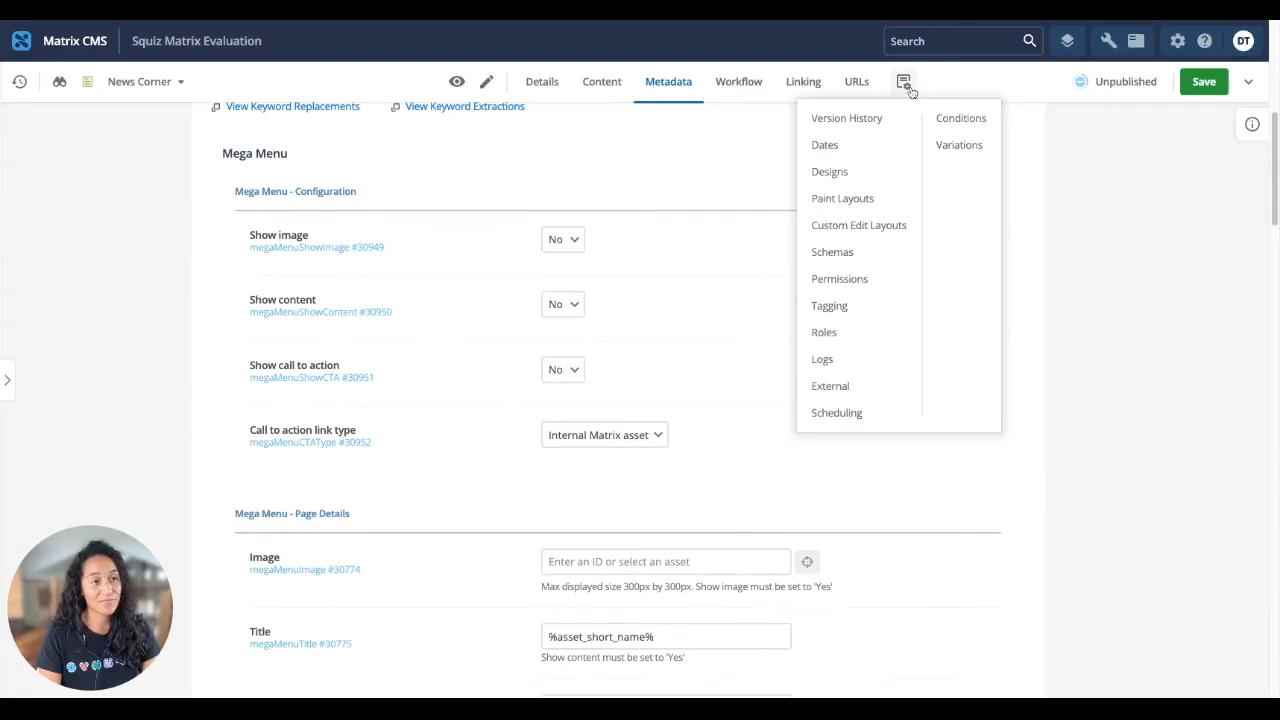 Matrix CMS
Squiz Matrix Evaluation
Search
DT
News Corner
Details
Content
Metadata
Workflow
Linking
URLs
Unpublished
Save
View Keyword Replacements
View Keyword Extractions
Version History
Dates
Designs
Paint Layouts
Custom Edit Layouts
Schemas
Permissions
Tagging
Roles
Logs
External
Scheduling
Conditions
Variations
Mega Menu
Mega Menu - Configuration
Show image
megaMenuShowImage #30949
No
Show content
megaMenuShowContent #30950
No
Show call to action
megaMenuShowCTA #30951
No
Call to action link type
megaMenuCTAType #30952
Internal Matrix asset
Mega Menu - Page Details
Image
megaMenuImage #30774
Enter an ID or select an asset
Max displayed size 300px by 300px. Show image must be set to 'Yes'
Title
megaMenuTitle #30775
%asset_short_name%
Show content must be set to 'Yes'